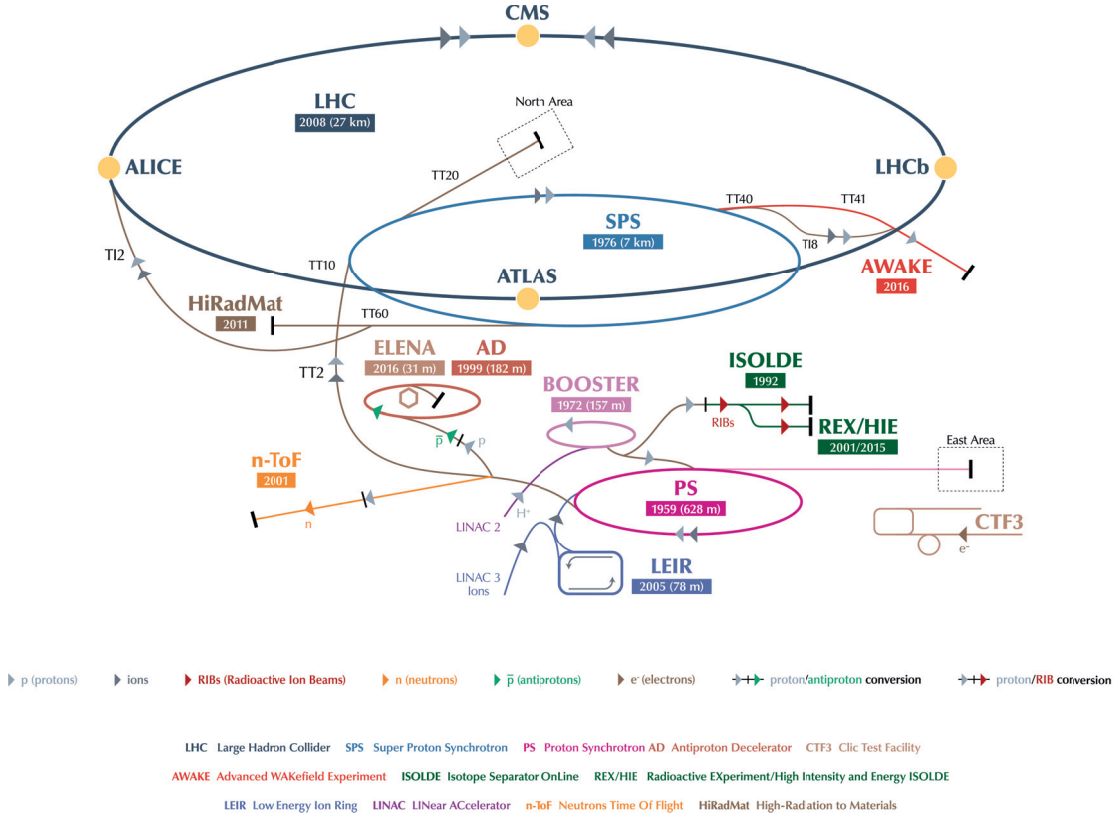 CMS
LHC
2008 (27 km)
North Area
ALICE
TT20
LHCb
TT40
TT41
SPS
1976 (7 km)
TI8
TI2
TT10
ATLAS
AWAKE
2016
HiRadMat
2011
TT60
ELENA
2016 (31 m)
AD
1999 (182 m)
TT2
BOOSTER
1972 (157 m)
ISOLDE
1992
RIBs
REX/HIE
2001/2015
p̅
p
East Area
n-ToF
2001
PS
1959 (628 m)
n
H⁺
LINAC 2
CTF3
e⁻
LINAC 3
Ions
LEIR
2005 (78 m)
p (protons) ions RIBs (Radioactive Ion Beams) n (neutrons) p̅ (antiprotons) e⁻ (electrons) proton/antiproton conversion proton/RIB conversion
LHC Large Hadron Collider SPS Super Proton Synchrotron PS Proton Synchrotron AD Antiproton Decelerator CTF3 Clic Test Facility
AWAKE Advanced WAKefield Experiment ISOLDE Isotope Separator OnLine REX/HIE Radioactive EXperiment/High Intensity and Energy ISOLDE
LEIR Low Energy Ion Ring LINAC LINear ACcelerator n-ToF Neutrons Time Of Flight HiRadMat High-Radiation to Materials